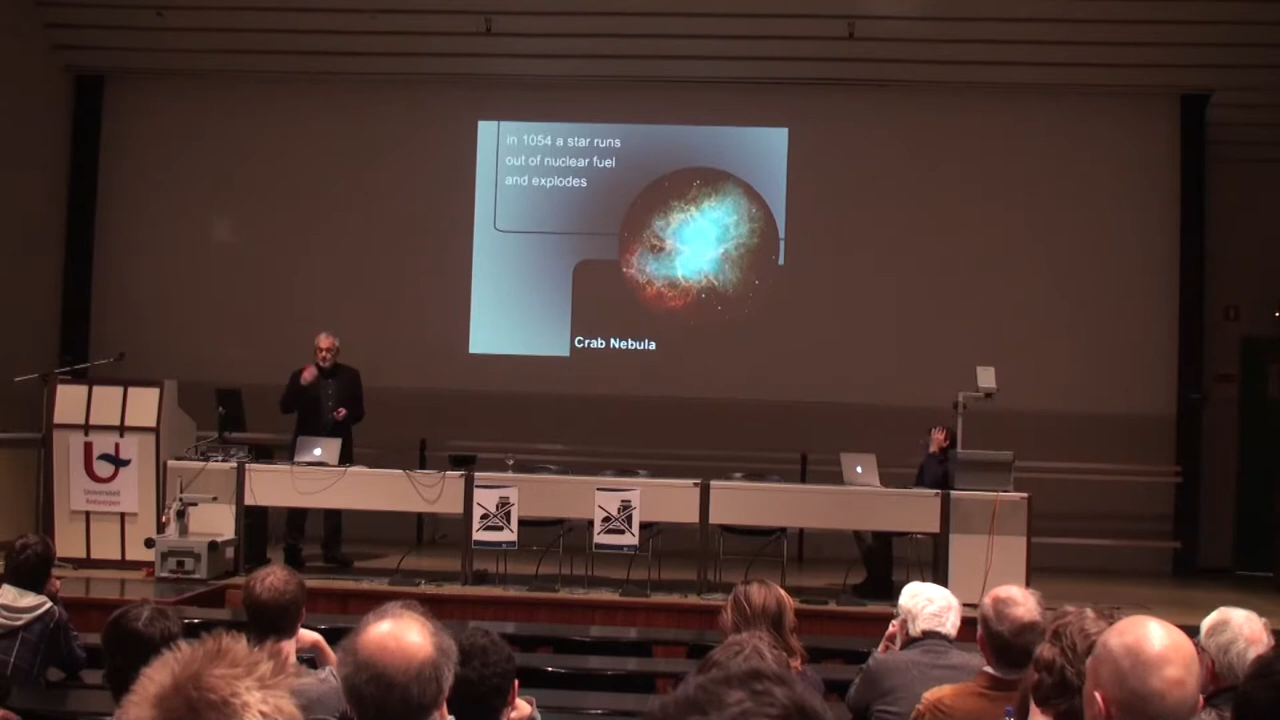 in 1054 a star runs
out of nuclear fuel
and explodes
Crab Nebula
Universiteit
Antwerpen